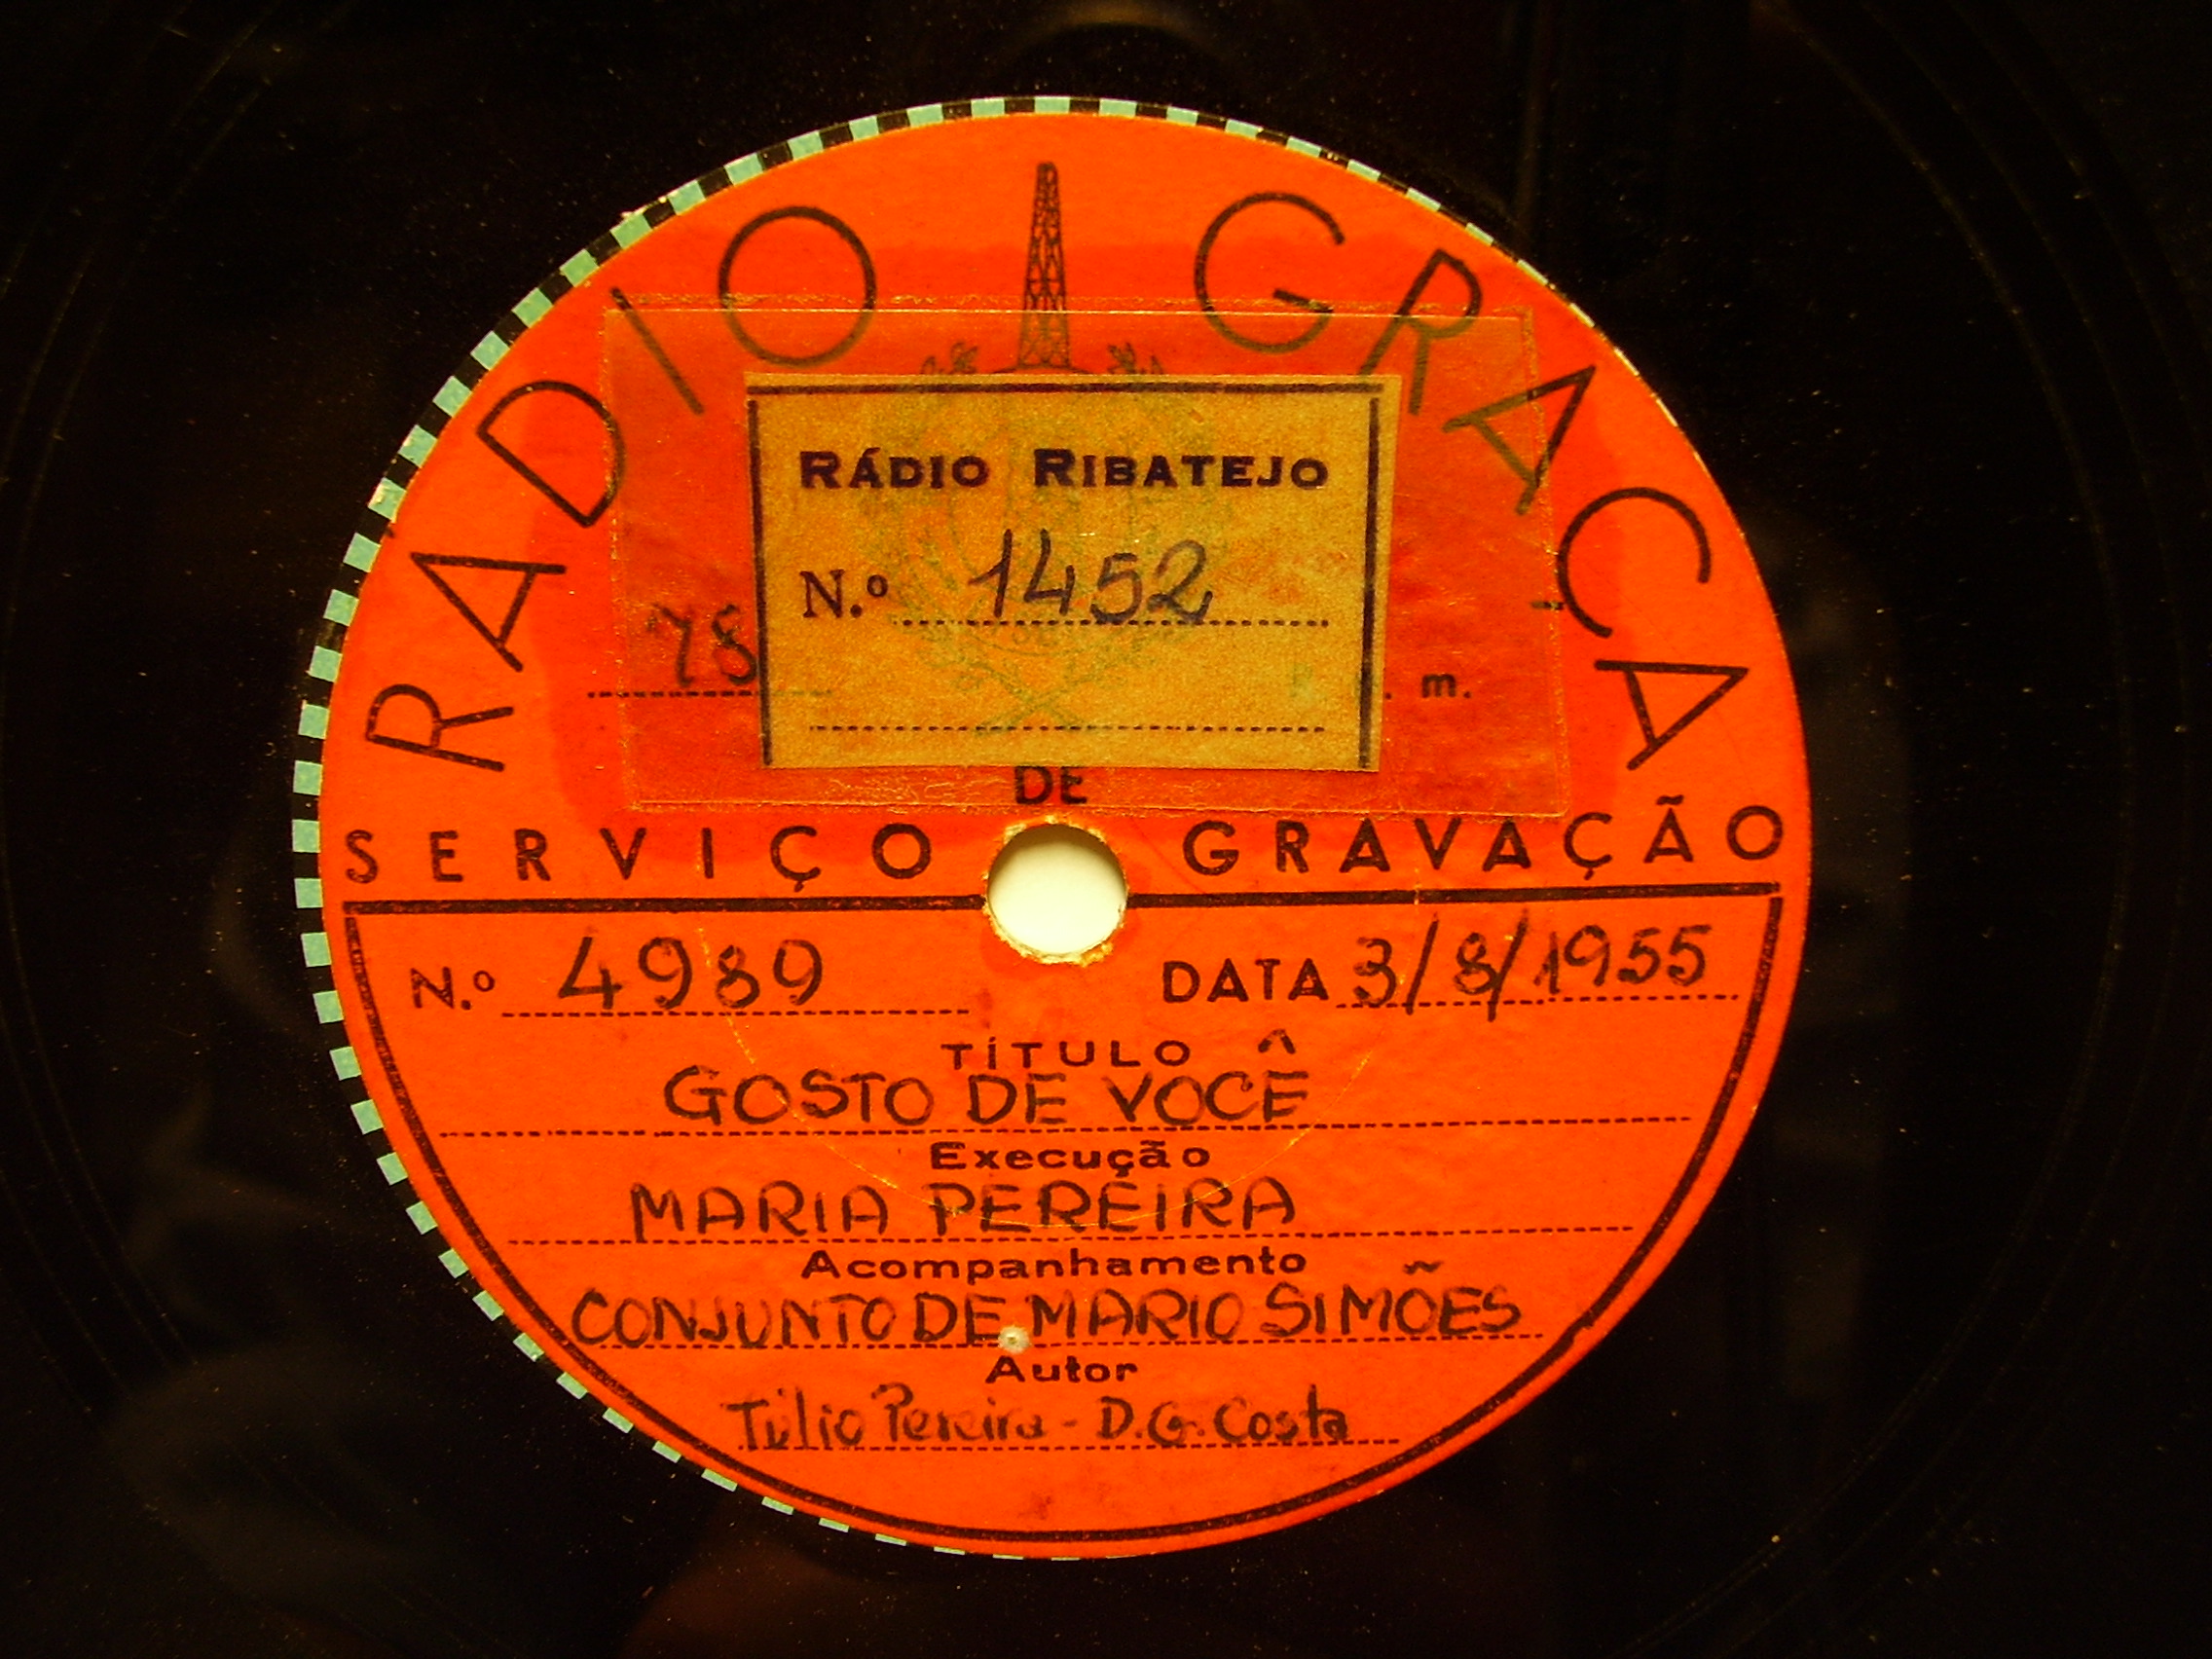 RÁDIO GRAÇA
RÁDIO RIBATEJO
N.º 1452
78 . m.
DE
SERVIÇO GRAVAÇÃO
N.º 4989 DATA 3/8/1955
TÍTULO
GOSTO DE VOCÊ
Execução
MARIA PEREIRA
Acompanhamento
CONJUNTO DE MARIO SIMÕES
Autor
Túlio Pereira - D.G. Costa